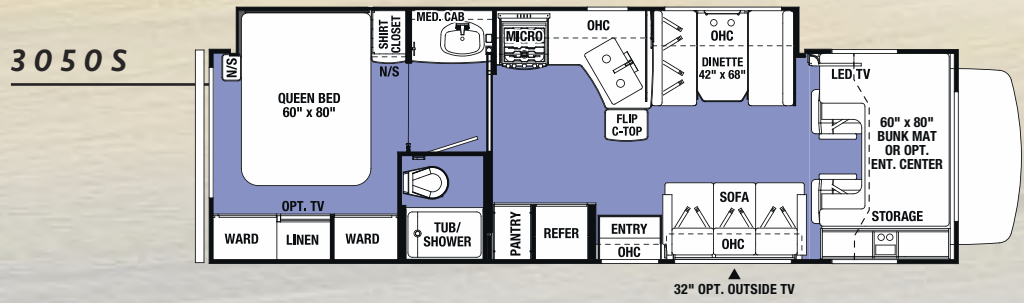 3050S
N/S
QUEEN BED
60" x 80"
SHIRT
CLOSET
N/S
MED. CAB
MICRO
OHC
FLIP
C-TOP
OHC
DINETTE
42" x 68"
LED TV
60" x 80"
BUNK MAT
OR OPT.
ENT. CENTER
STORAGE
OPT. TV
WARD
LINEN
WARD
TUB/
SHOWER
PANTRY
REFER
ENTRY
OHC
SOFA
OHC
32" OPT. OUTSIDE TV